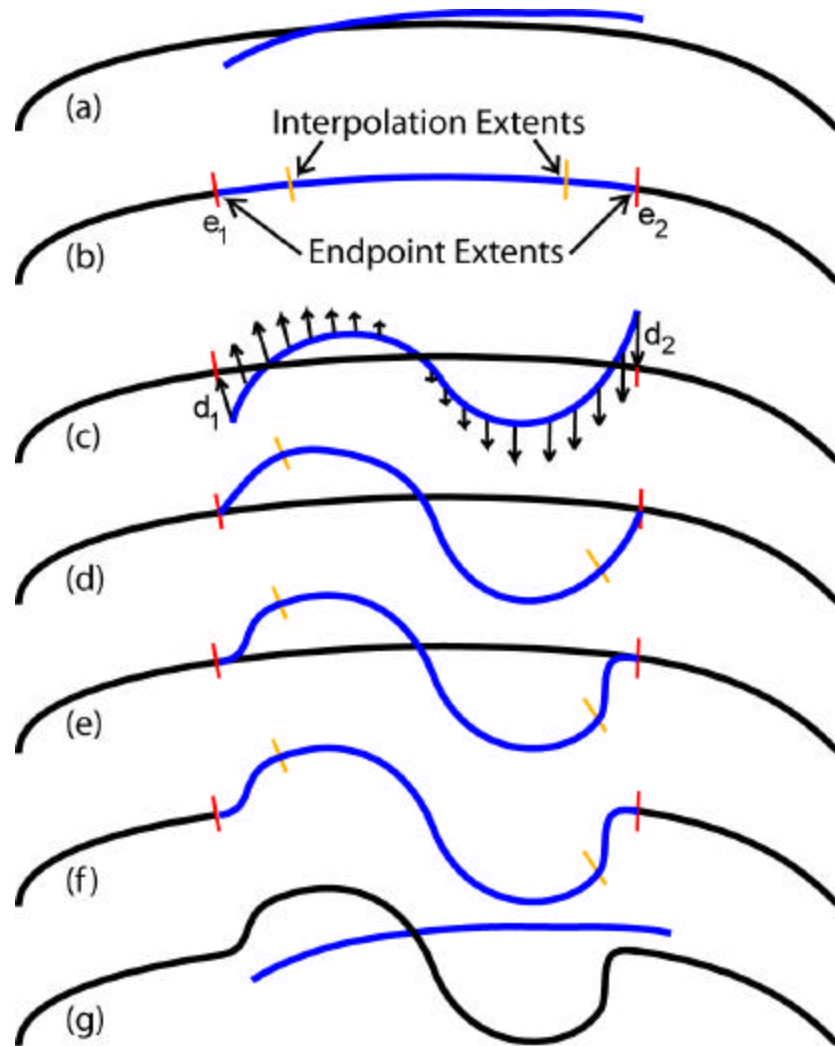 (a)
Interpolation Extents
e1 e2
(b) Endpoint Extents
d2
d1
(c)
(d)
(e)
(f)
(g)